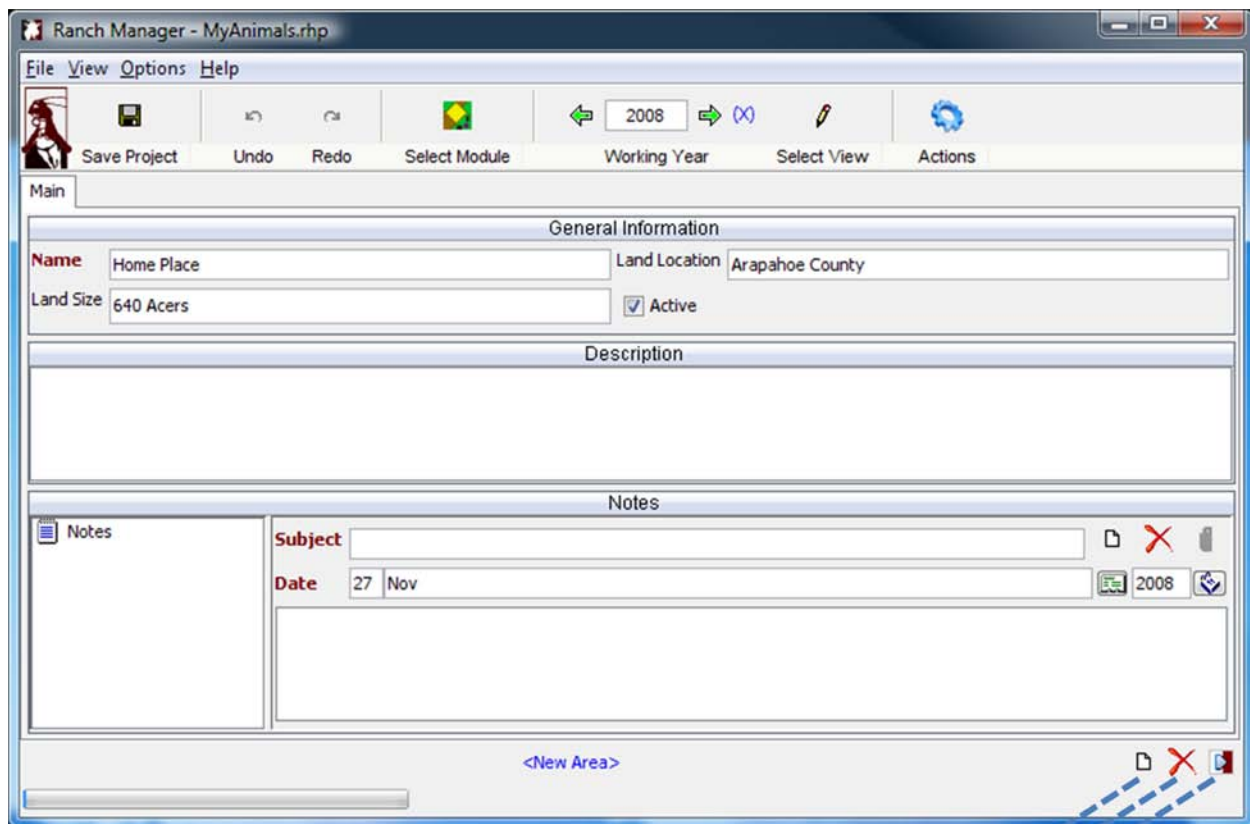 Ranch Manager - MyAnimals.rhp
File View Options Help
2008 (X)
Save Project Undo Redo Select Module Working Year Select View Actions
Main
General Information
Name Home Place Land Location Arapahoe County
Land Size 640 Acers Active
Description
Notes
Notes
Subject
Date 27 Nov 2008
<New Area>